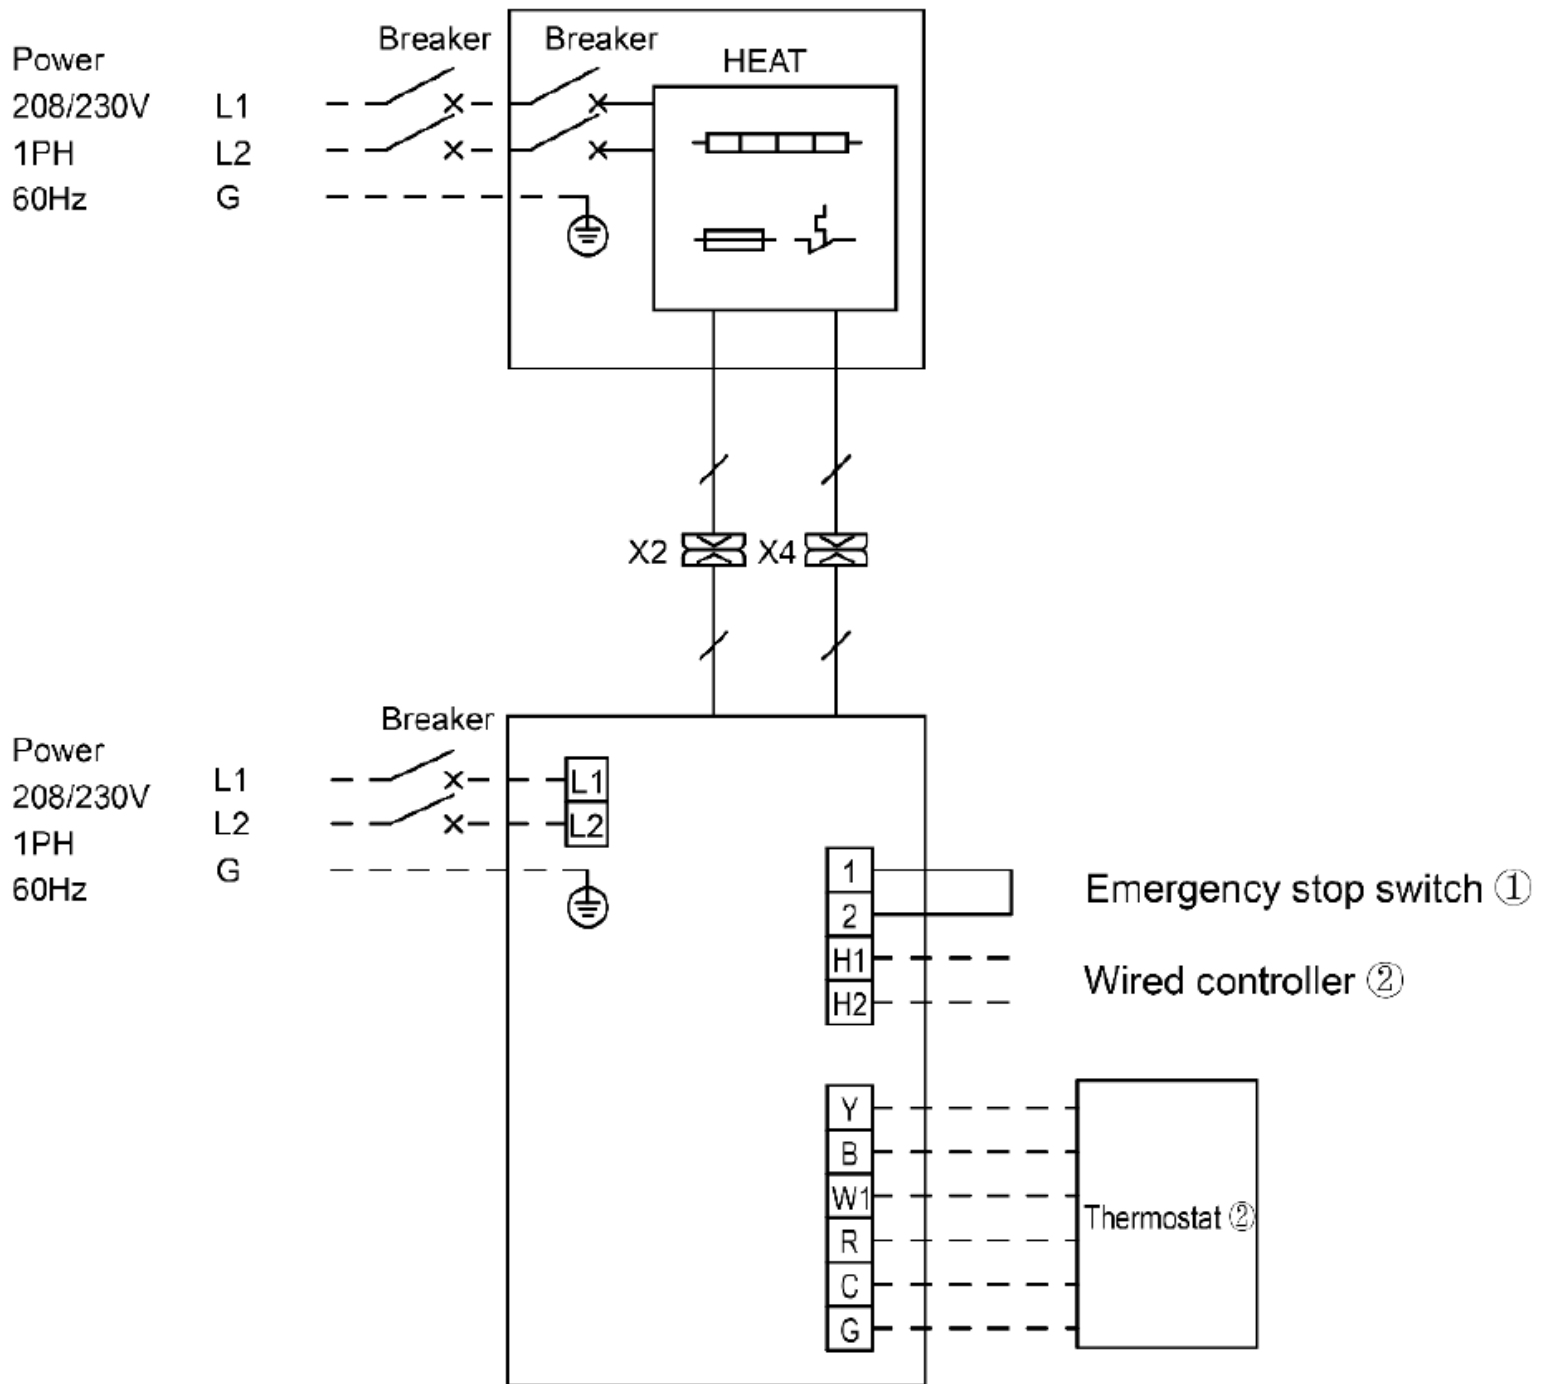 Breaker
Breaker
HEAT
Power
208/230V
1PH
60Hz
L1
L2
G
X2
X4
Breaker
Power
208/230V
1PH
60Hz
L1
L2
G
L1
L2
1
2
H1
H2
Emergency stop switch ①
Wired controller ②
Y
B
W1
R
C
G
Thermostat ②